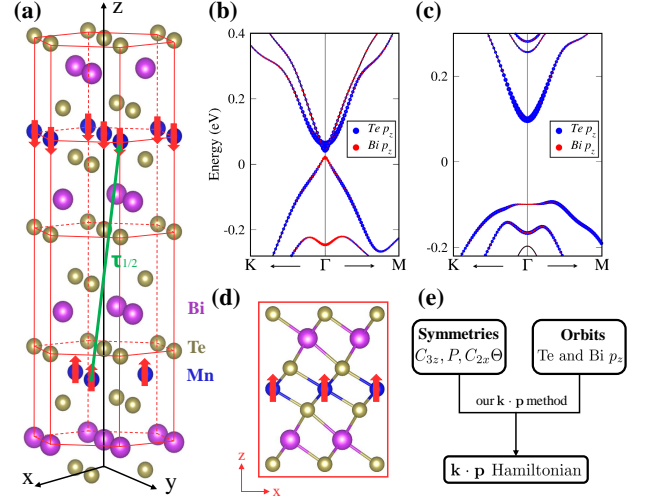 (a)
z
τ1/2
Bi
Te
Mn
x
y
(b)
Energy (eV)
0.4
0.2
0
-0.2
Te pz
Bi pz
K
Γ
M
(c)
0.2
0
-0.2
Te pz
Bi pz
K
Γ
M
(d)
z
x
(e)
Symmetries
C3z, P, C2xΘ
Orbits
Te and Bi pz
our k · p method
k · p Hamiltonian